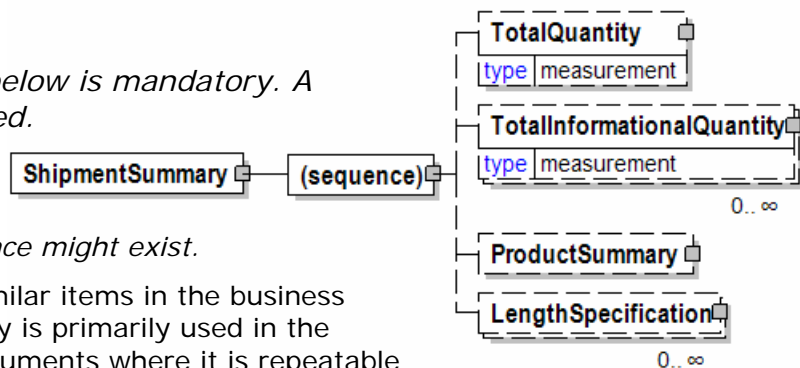 below is mandatory. A
ed.
ShipmentSummary
(sequence)
TotalQuantity
type measurement
TotalInformationalQuantity
type measurement
0.. ∞
ProductSummary
LengthSpecification
0.. ∞
nce might exist.
milar items in the business
y is primarily used in the
uments where it is repeatable